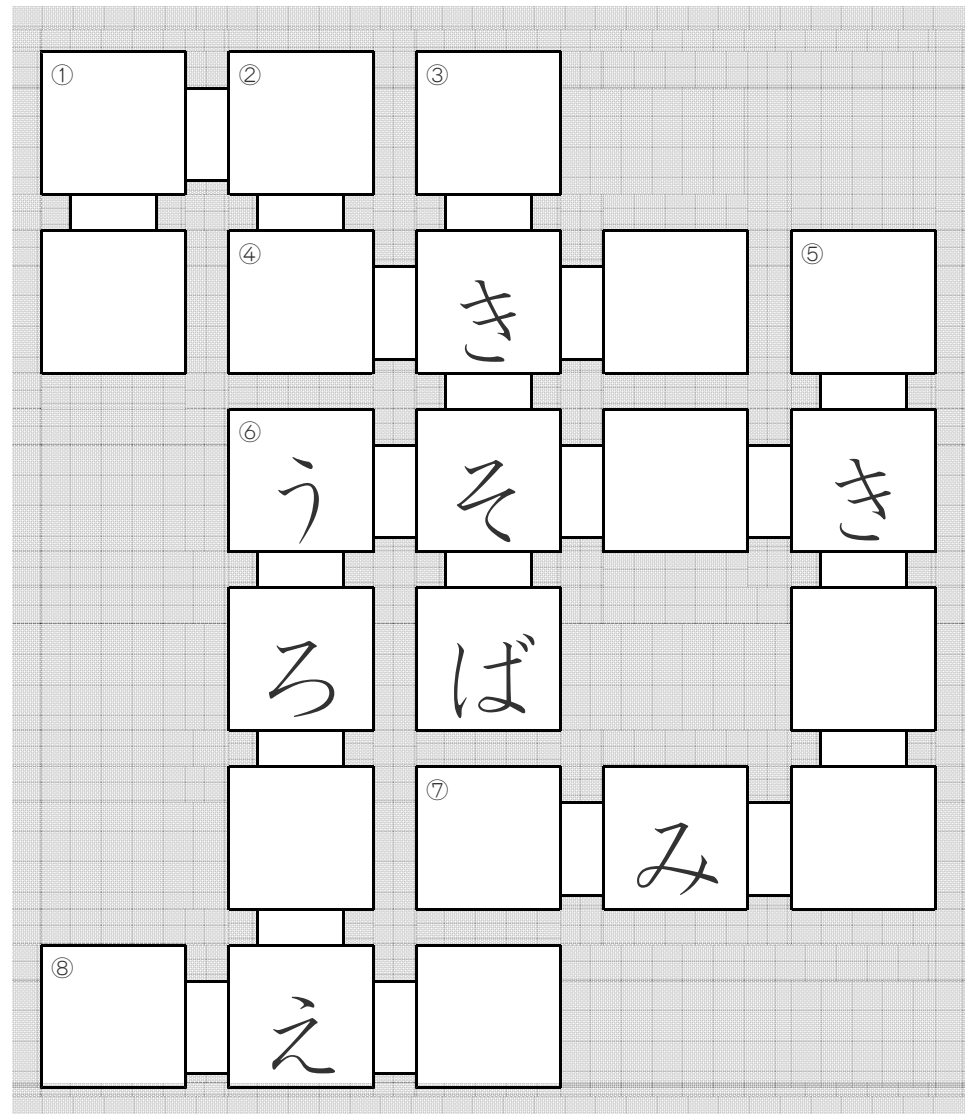 ① ② ③
④ き ⑤
⑥ う そ き
ろ ば
⑦ み
⑧ え